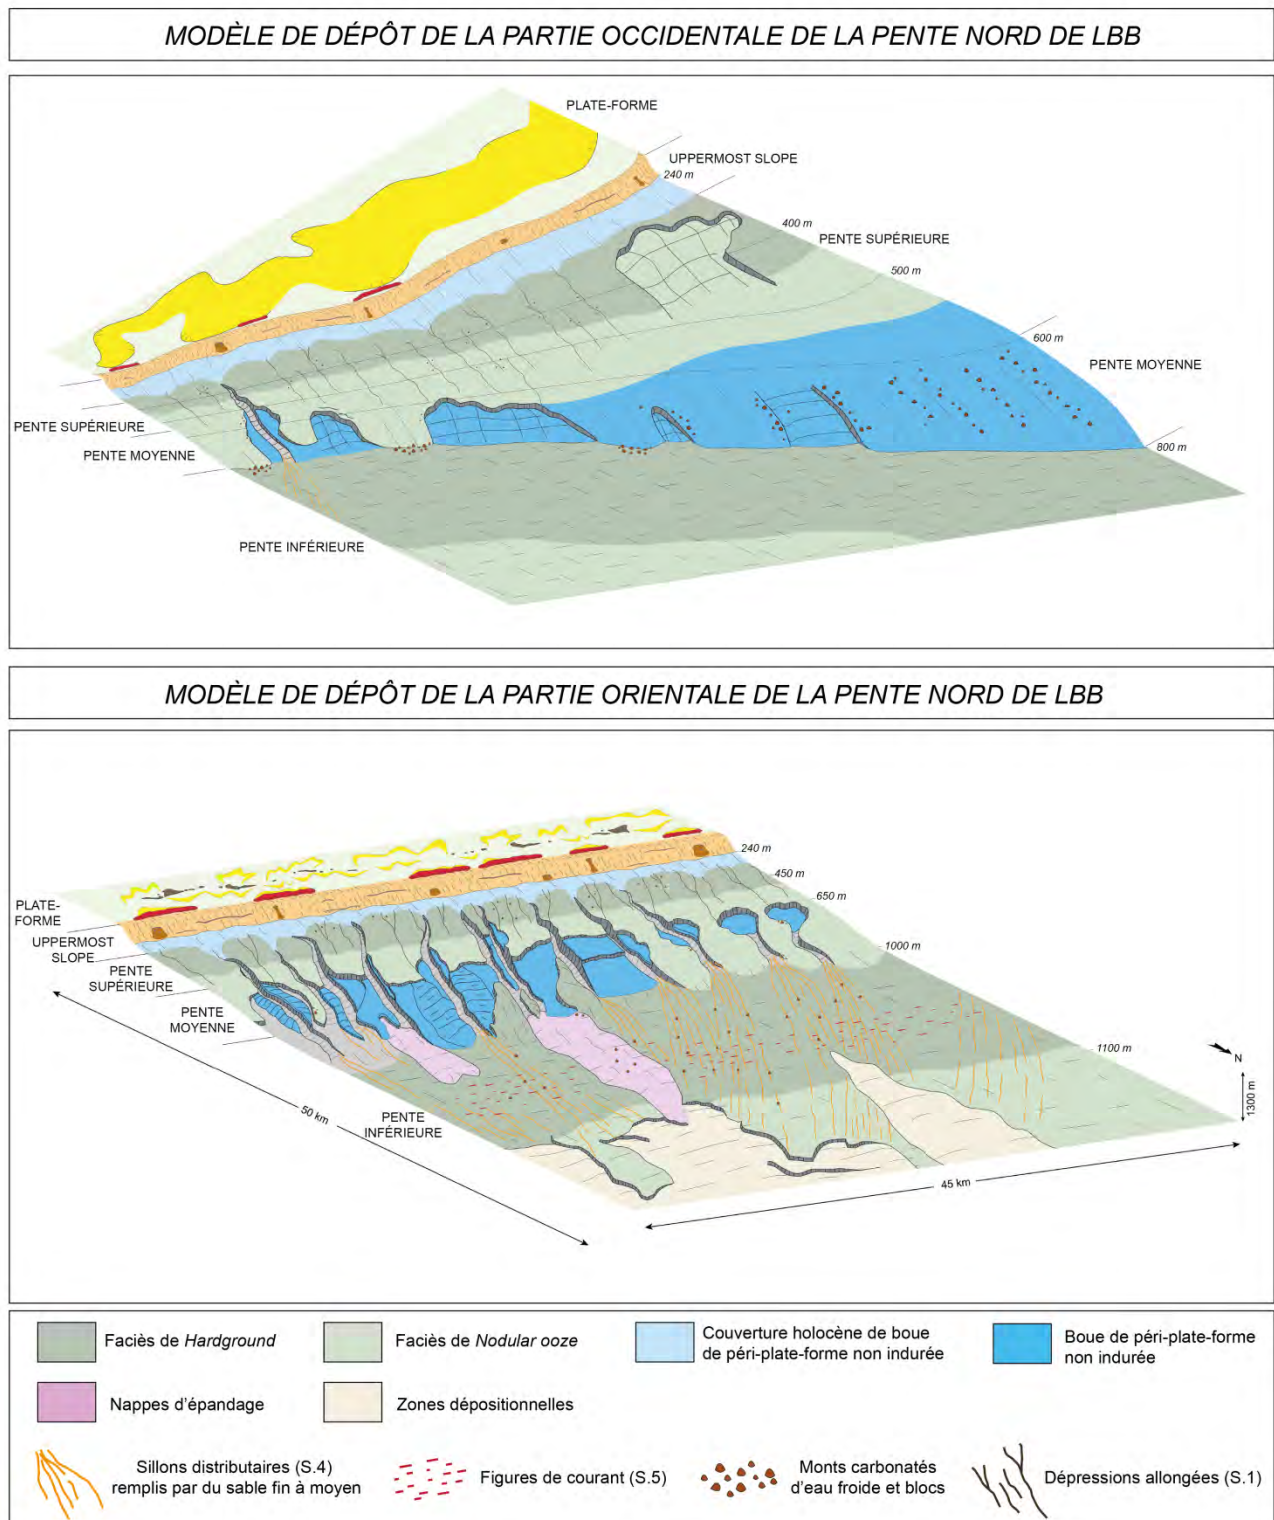 MODÈLE DE DÉPÔT DE LA PARTIE OCCIDENTALE DE LA PENTE NORD DE LBB
PLATE-FORME
UPPERMOST SLOPE
240 m
400 m
PENTE SUPÉRIEURE
500 m
600 m
PENTE MOYENNE
800 m
PENTE SUPÉRIEURE
PENTE MOYENNE
PENTE INFÉRIEURE
MODÈLE DE DÉPÔT DE LA PARTIE ORIENTALE DE LA PENTE NORD DE LBB
240 m
450 m
650 m
1000 m
1100 m
PLATE-
FORME
UPPERMOST
SLOPE
PENTE
SUPÉRIEURE
PENTE
MOYENNE
PENTE
INFÉRIEURE
50 km
45 km
N
1300 m
Faciès de Hardground
Faciès de Nodular ooze
Couverture holocène de boue
de péri-plate-forme non indurée
Boue de péri-plate-forme
non indurée
Nappes d'épandage
Zones dépositionnelles
Sillons distributaires (S.4)
remplis par du sable fin à moyen
Figures de courant (S.5)
Monts carbonatés
d'eau froide et blocs
Dépressions allongées (S.1)